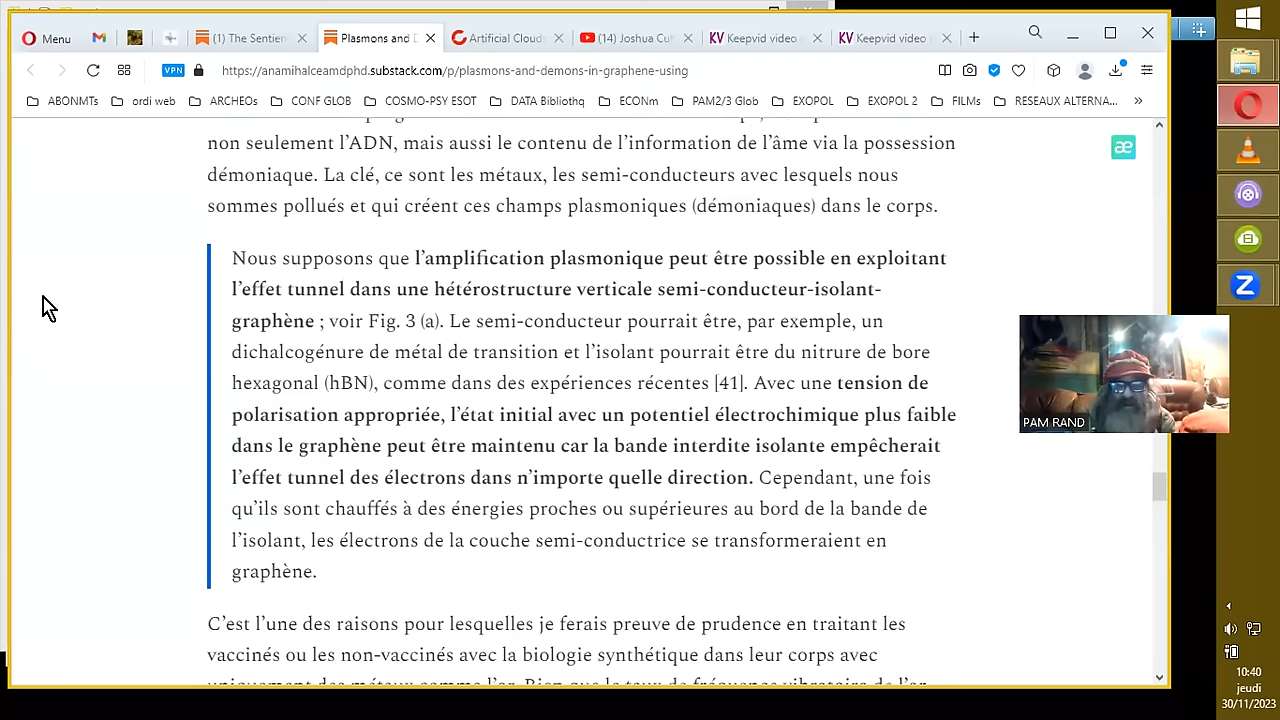 Menu
(1) The Sentien
Plasmons and D
Artificial Cloud
(14) Joshua Cu
KV Keepvid video
KV Keepvid video
VPN
https://anamihalceamdphd.substack.com/p/plasmons-and-demons-in-graphene-using
ABONMTs
ordi web
ARCHEOs
CONF GLOB
COSMO-PSY ESOT
DATA Bibliothq
ECONm
PAM2/3 Glob
EXOPOL
EXOPOL 2
FILMs
RESEAUX ALTERNA...
non seulement l'ADN, mais aussi le contenu de l'information de l'âme via la possession
démoniaque. La clé, ce sont les métaux, les semi-conducteurs avec lesquels nous
sommes pollués et qui créent ces champs plasmoniques (démoniaques) dans le corps.
Nous supposons que l'amplification plasmonique peut être possible en exploitant
l'effet tunnel dans une hétérostructure verticale semi-conducteur-isolant-
graphène ; voir Fig. 3 (a). Le semi-conducteur pourrait être, par exemple, un
dichalcogénure de métal de transition et l'isolant pourrait être du nitrure de bore
hexagonal (hBN), comme dans des expériences récentes [41]. Avec une tension de
polarisation appropriée, l'état initial avec un potentiel électrochimique plus faible
dans le graphène peut être maintenu car la bande interdite isolante empêcherait
l'effet tunnel des électrons dans n'importe quelle direction. Cependant, une fois
qu'ils sont chauffés à des énergies proches ou supérieures au bord de la bande de
l'isolant, les électrons de la couche semi-conductrice se transformeraient en
graphène.
C'est l'une des raisons pour lesquelles je ferais preuve de prudence en traitant les
vaccinés ou les non-vaccinés avec la biologie synthétique dans leur corps avec
æ
PAM RAND
10:40
jeudi
30/11/2023